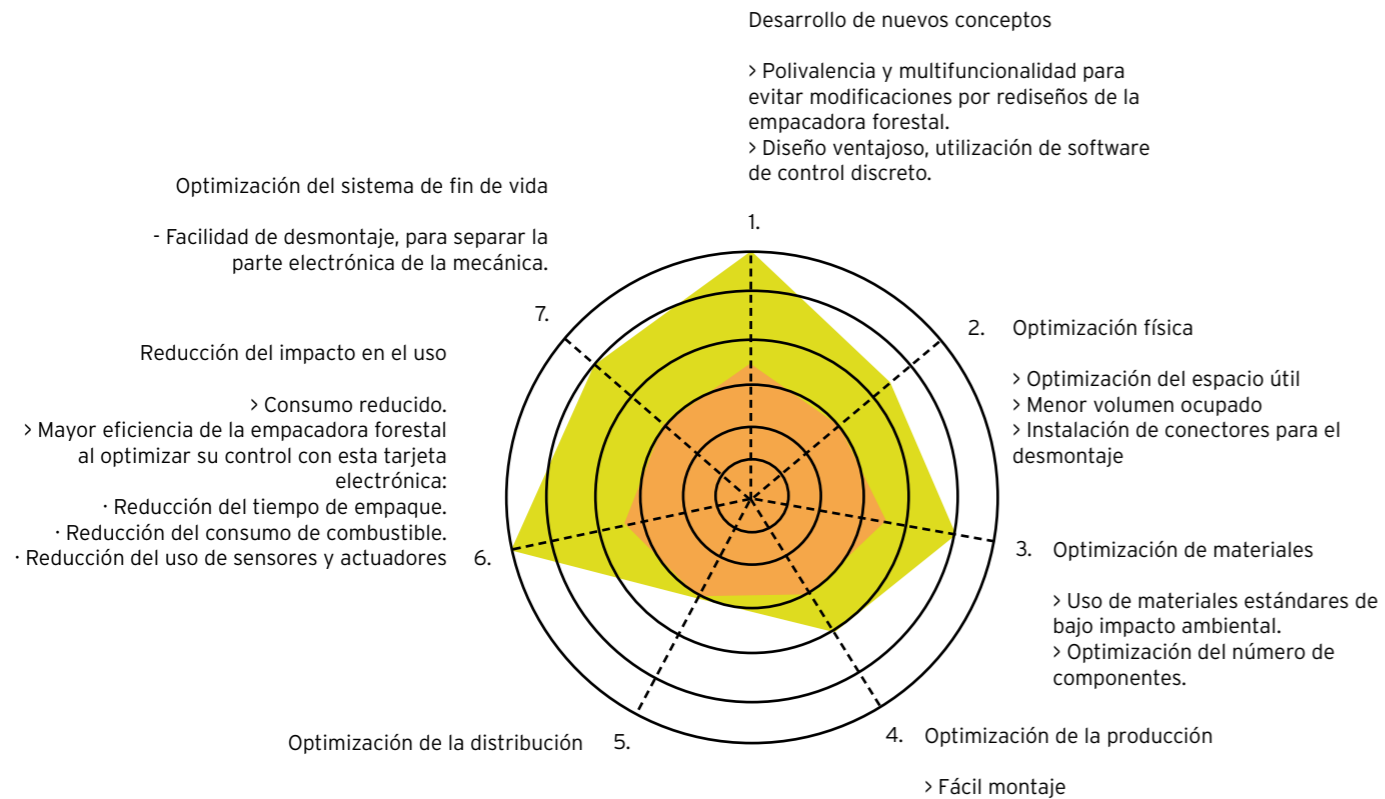 Desarrollo de nuevos conceptos
> Polivalencia y multifuncionalidad para
evitar modificaciones por rediseños de la
empacadora forestal.
> Diseño ventajoso, utilización de software
de control discreto.
1.
2. Optimización física
> Optimización del espacio útil
> Menor volumen ocupado
> Instalación de conectores para el
desmontaje
3. Optimización de materiales
> Uso de materiales estándares de
bajo impacto ambiental.
> Optimización del número de
componentes.
4. Optimización de la producción
> Fácil montaje
Optimización de la distribución 5.
Reducción del impacto en el uso
> Consumo reducido.
> Mayor eficiencia de la empacadora forestal
al optimizar su control con esta tarjeta
electrónica:
· Reducción del tiempo de empaque.
· Reducción del consumo de combustible.
· Reducción del uso de sensores y actuadores 6.
Optimización del sistema de fin de vida
- Facilidad de desmontaje, para separar la
parte electrónica de la mecánica.
7.